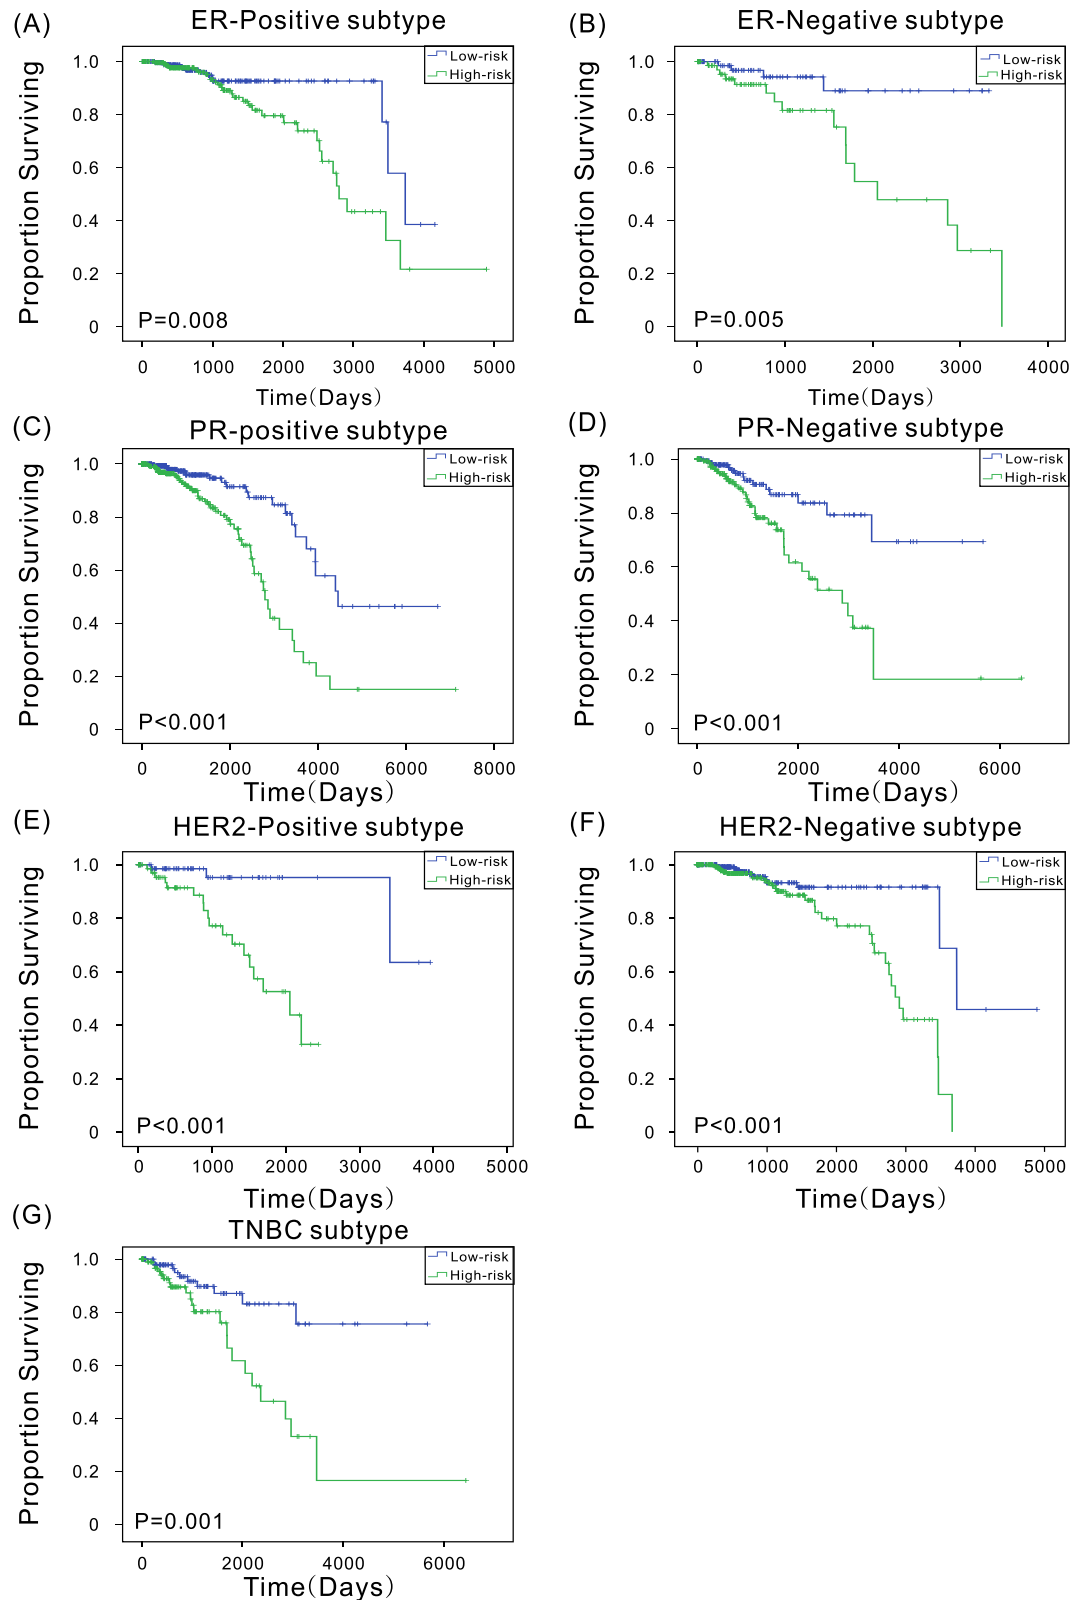 (A) ER-Positive subtype
Low-risk
High-risk
Proportion Surviving
1.0
0.8
0.6
0.4
0.2
0
P=0.008
0 1000 2000 3000 4000 5000
Time(Days)
(B) ER-Negative subtype
Low-risk
High-risk
Proportion Surviving
1.0
0.8
0.6
0.4
0.2
0
P=0.005
0 1000 2000 3000 4000
Time(Days)
(C) PR-positive subtype
Low-risk
High-risk
Proportion Surviving
1.0
0.8
0.6
0.4
0.2
0
P<0.001
0 2000 4000 6000 8000
Time(Days)
(D) PR-Negative subtype
Low-risk
High-risk
Proportion Surviving
1.0
0.8
0.6
0.4
0.2
0
P<0.001
0 2000 4000 6000
Time(Days)
(E) HER2-Positive subtype
Low-risk
High-risk
Proportion Surviving
1.0
0.8
0.6
0.4
0.2
0
P<0.001
0 1000 2000 3000 4000 5000
Time(Days)
(F) HER2-Negative subtype
Low-risk
High-risk
Proportion Surviving
1.0
0.8
0.6
0.4
0.2
0
P<0.001
0 1000 2000 3000 4000 5000
Time(Days)
(G) TNBC subtype
Low-risk
High-risk
Proportion Surviving
1.0
0.8
0.6
0.4
0.2
0
P=0.001
0 2000 4000 6000
Time(Days)